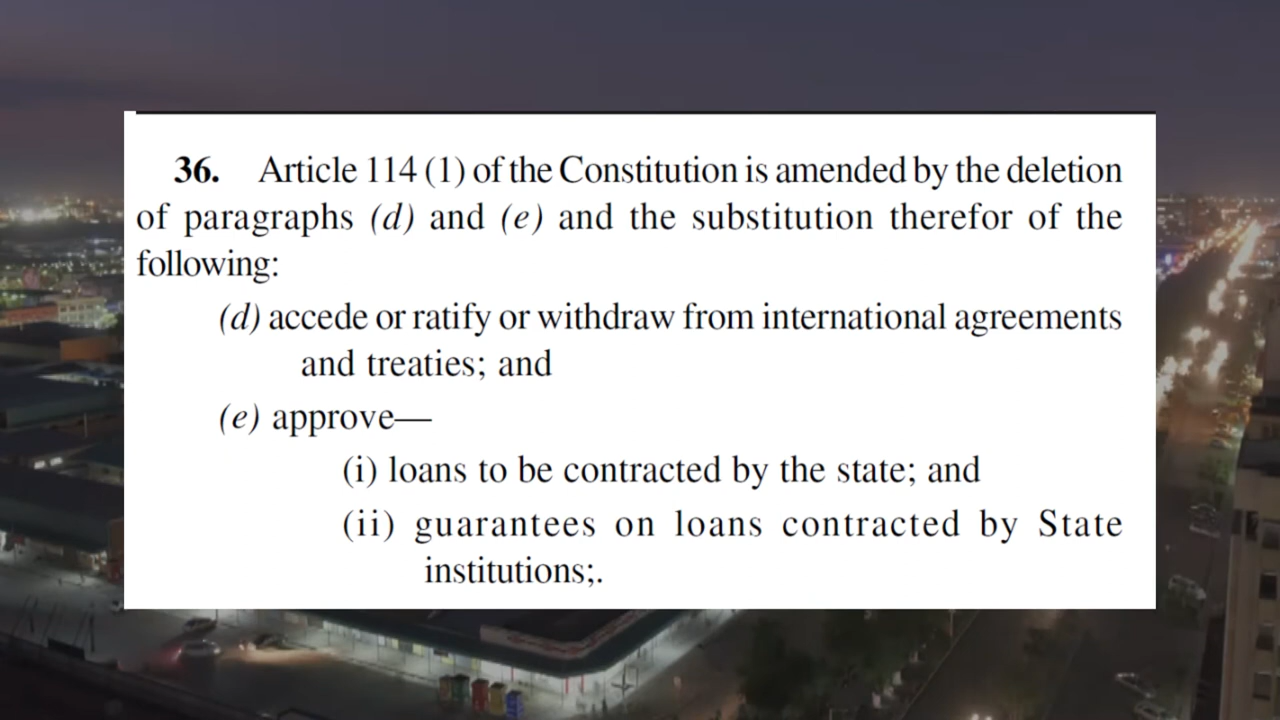 36. Article 114 (1) of the Constitution is amended by the deletion
of paragraphs (d) and (e) and the substitution therefor of the
following:
(d) accede or ratify or withdraw from international agreements
and treaties; and
(e) approve—
(i) loans to be contracted by the state; and
(ii) guarantees on loans contracted by State
institutions;.